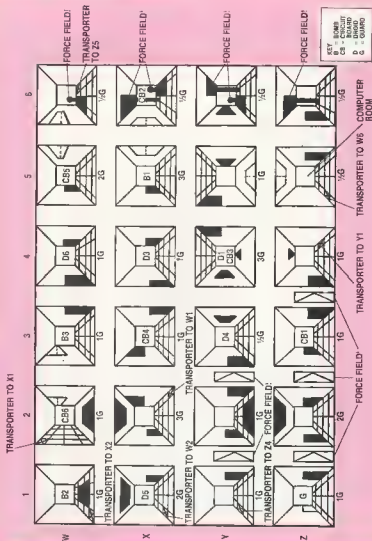 TRANSPORTER TO X1
FORCE FIELD!
TRANSPORTER TO Z5
1 2 3 4 5 6
W
B2 CB6 B3 D6 CB5
1G 1G 1G 1G 2G ½G
TRANSPORTER TO X2
TRANSPORTER TO W1
FORCE FIELD*
X
D5 CB4 D3 B1 CB2
2G 3G 1G 1G 3G ½G
TRANSPORTER TO W2
FORCE FIELD!
Y
D4 D1 CB3
1G 1G 1G 3G 1G ½G
TRANSPORTER TO Z4
FORCE FIELD!
FORCE FIELD*
Z
G CB1
1G 2G 1G 1G ½G ½G
FORCE FIELD*
TRANSPORTER TO Y1
TRANSPORTER TO W6
COMPUTER
ROOM
KEY
B = BOMB
CB = CIRCUIT
BOARD
D =
G = GUARD